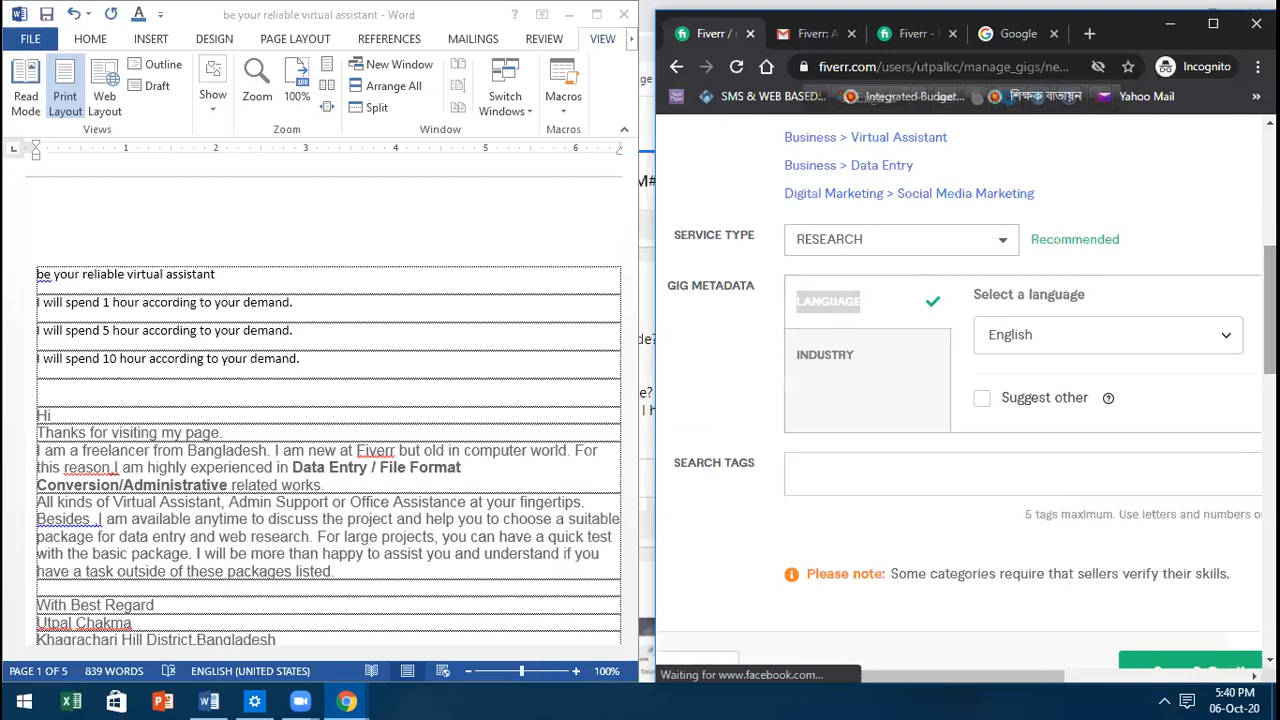 be your reliable virtual assistant - Word
FILE HOME INSERT DESIGN PAGE LAYOUT REFERENCES MAILINGS REVIEW VIEW
Read Mode
Print Layout
Web Layout
Outline
Draft
Views
Show
Zoom
100%
Zoom
New Window
Arrange All
Split
Window
Switch Windows
Macros
Macros
1 2 3 4 5 6
be your reliable virtual assistant
I will spend 1 hour according to your demand.
I will spend 5 hour according to your demand.
I will spend 10 hour according to your demand.
Hi
Thanks for visiting my page.
I am a freelancer from Bangladesh. I am new at Fiverr but old in computer world. For
this reason,I am highly experienced in Data Entry / File Format
Conversion/Administrative related works.
All kinds of Virtual Assistant, Admin Support or Office Assistance at your fingertips.
Besides ,I am available anytime to discuss the project and help you to choose a suitable
package for data entry and web research. For large projects, you can have a quick test
with the basic package. I will be more than happy to assist you and understand if you
have a task outside of these packages listed.
With Best Regard
Utpal Chakma
Khagrachari Hill District,Bangladesh
PAGE 1 OF 5 839 WORDS ENGLISH (UNITED STATES) 100%
Fiverr / Fiverr: A Fiverr - Google
fiverr.com/users/utpalkc/manage_gigs/ne... Incognito
SMS & WEB BASED... Integrated-Budget... শিক্ষক বাতায়ন Yahoo Mail »
Business > Virtual Assistant
Business > Data Entry
Digital Marketing > Social Media Marketing
SERVICE TYPE RESEARCH Recommended
GIG METADATA LANGUAGE Select a language
English
INDUSTRY
Suggest other
SEARCH TAGS
5 tags maximum. Use letters and numbers o
Please note: Some categories require that sellers verify their skills.
Waiting for www.facebook.com...
5:40 PM
06-Oct-20